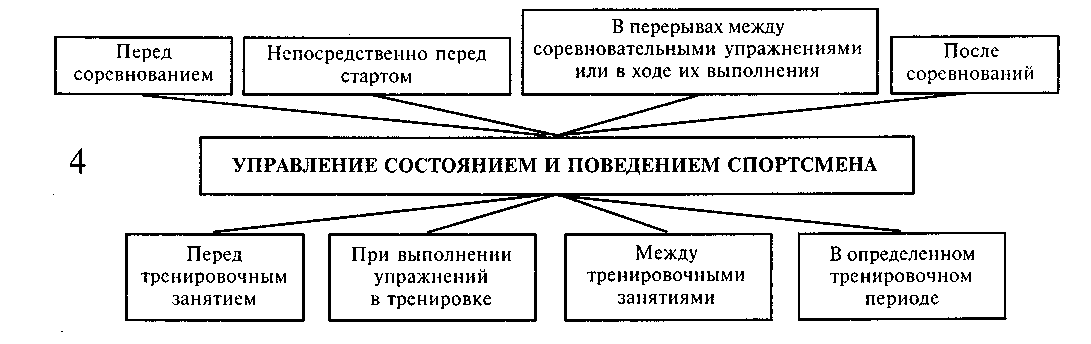 Перед
соревнованием
Непосредственно перед
стартом
В перерывах между
соревновательными упражнениями
или в ходе их выполнения
После
соревнований
4
УПРАВЛЕНИЕ СОСТОЯНИЕМ И ПОВЕДЕНИЕМ СПОРТСМЕНА
Перед
тренировочным
занятием
При выполнении
упражнений
в тренировке
Между
тренировочными
занятиями
В определенном
тренировочном
периоде